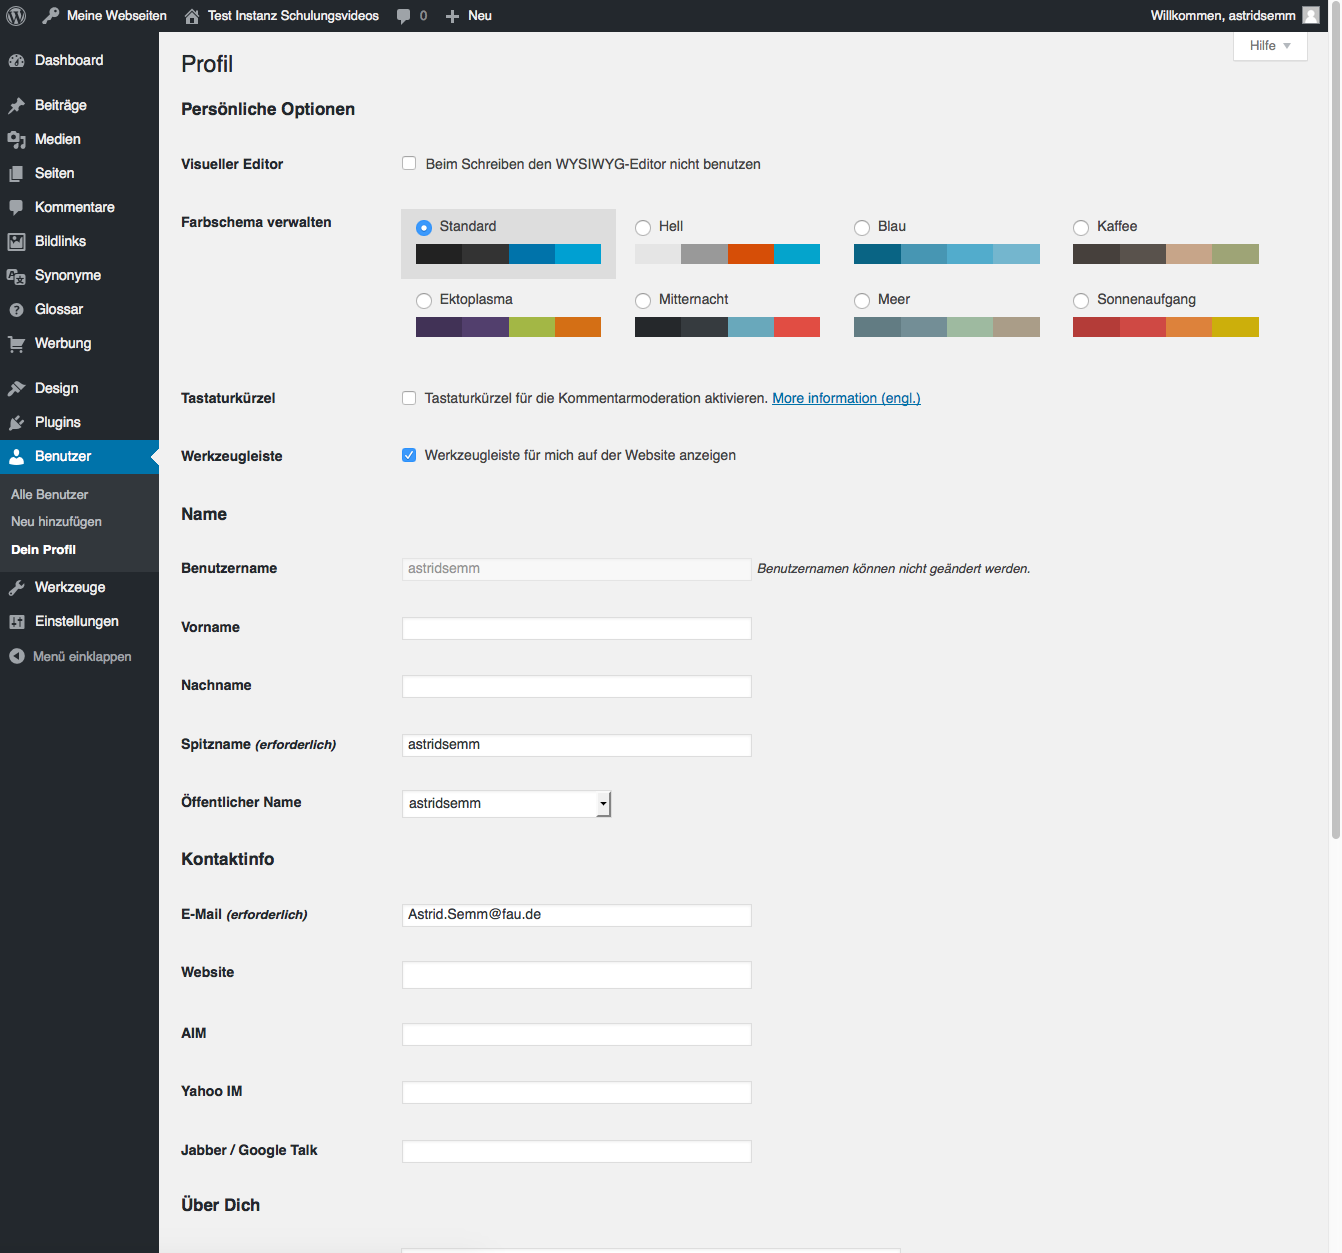 Meine Webseiten Test Instanz Schulungsvideos 0 Neu Willkommen, astridsemm
Hilfe
Dashboard
Beiträge
Medien
Seiten
Kommentare
Bildlinks
Synonyme
Glossar
Werbung
Design
Plugins
Benutzer
Alle Benutzer
Neu hinzufügen
Dein Profil
Werkzeuge
Einstellungen
Menü einklappen
Profil
Persönliche Optionen
Visueller Editor Beim Schreiben den WYSIWYG-Editor nicht benutzen
Farbschema verwalten Standard Hell Blau Kaffee
Ektoplasma Mitternacht Meer Sonnenaufgang
Tastaturkürzel Tastaturkürzel für die Kommentarmoderation aktivieren. More information (engl.)
Werkzeugleiste Werkzeugleiste für mich auf der Website anzeigen
Name
Benutzername astridsemm Benutzernamen können nicht geändert werden.
Vorname
Nachname
Spitzname (erforderlich) astridsemm
Öffentlicher Name astridsemm
Kontaktinfo
E-Mail (erforderlich) Astrid.Semm@fau.de
Website
AIM
Yahoo IM
Jabber / Google Talk
Über Dich